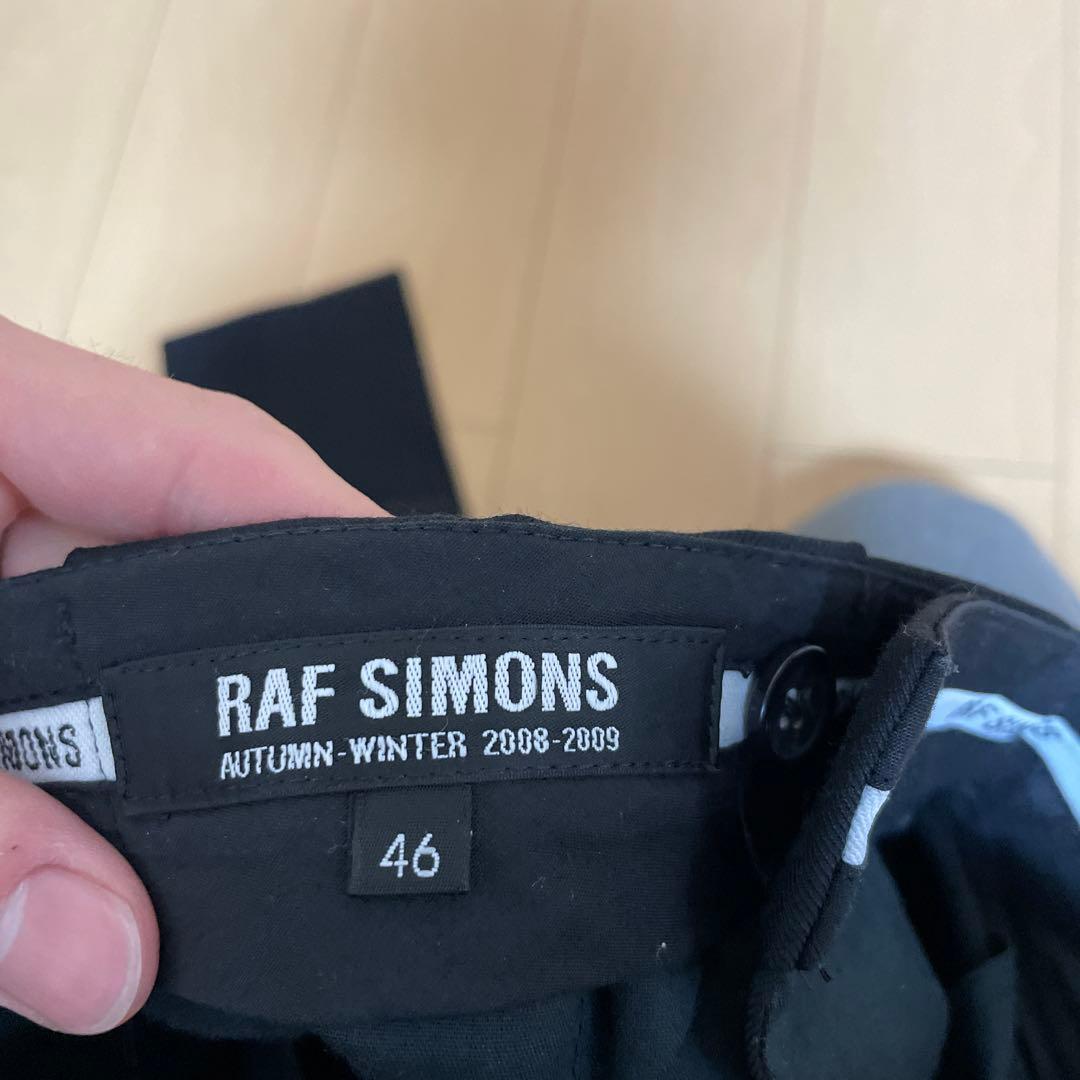 RAF SIMONS
AUTUMN-WINTER 2008-2009
46